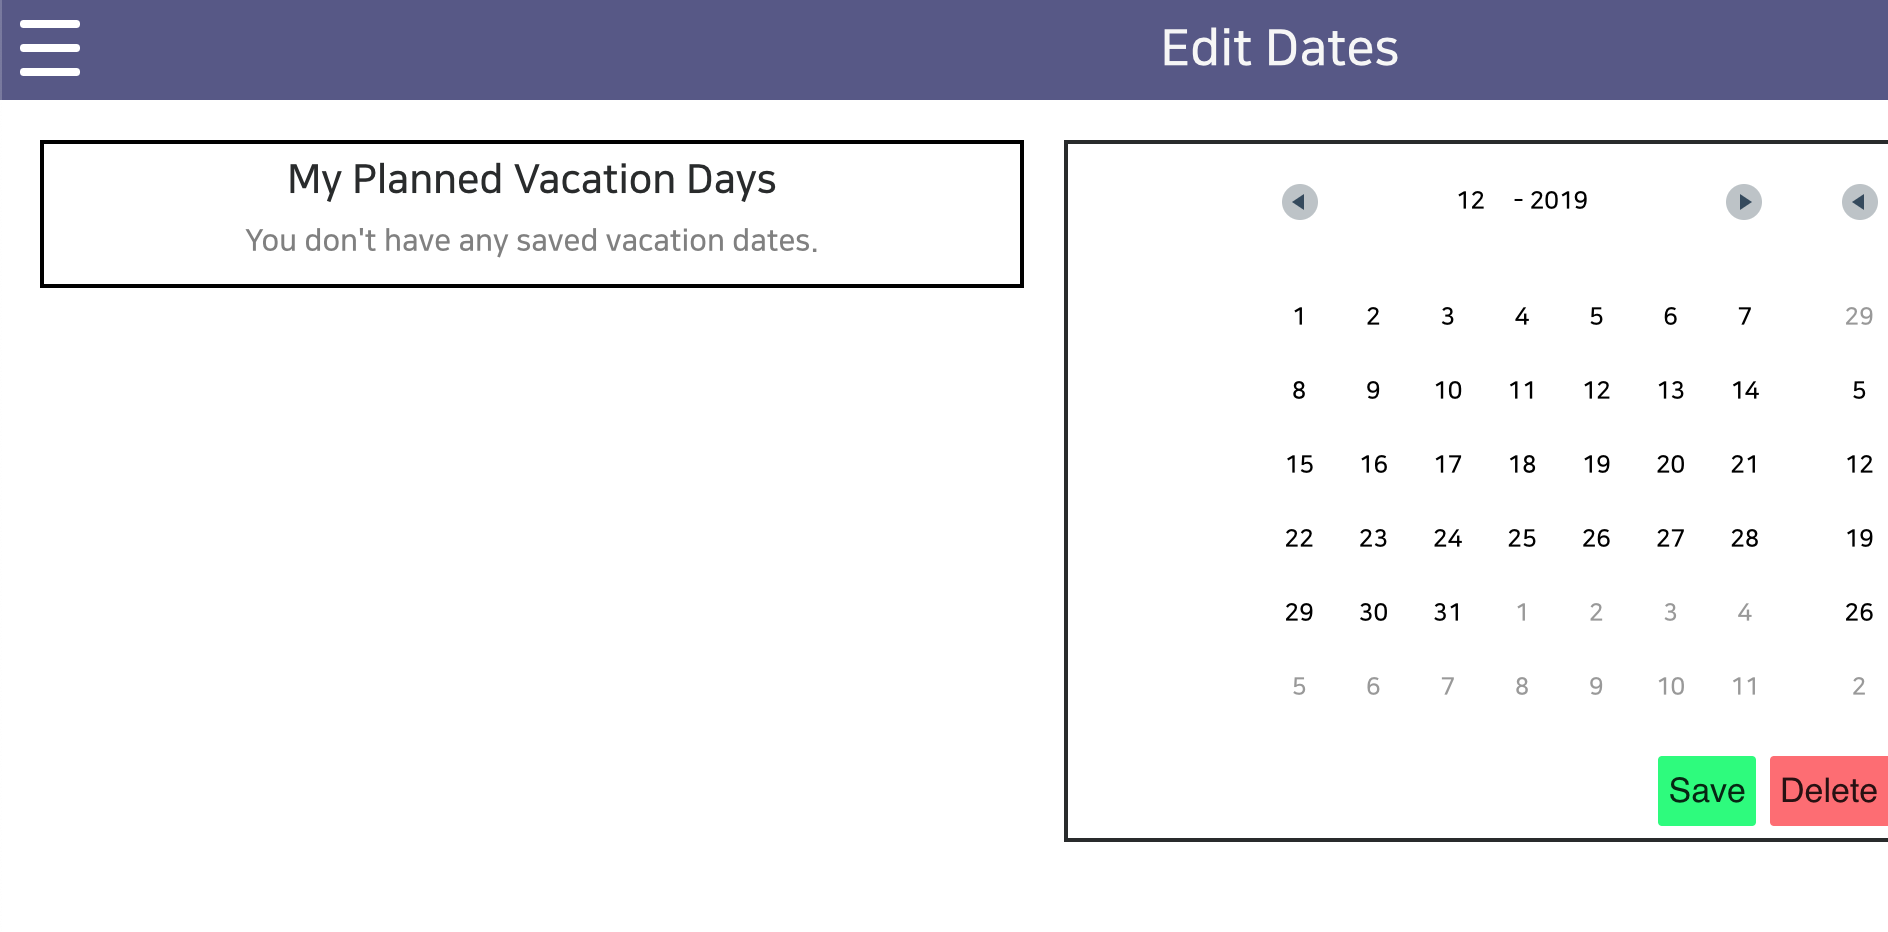 Edit Dates
My Planned Vacation Days
You don't have any saved vacation dates.
12 - 2019
1 2 3 4 5 6 7 29
8 9 10 11 12 13 14 5
15 16 17 18 19 20 21 12
22 23 24 25 26 27 28 19
29 30 31 1 2 3 4 26
5 6 7 8 9 10 11 2
Save Delete